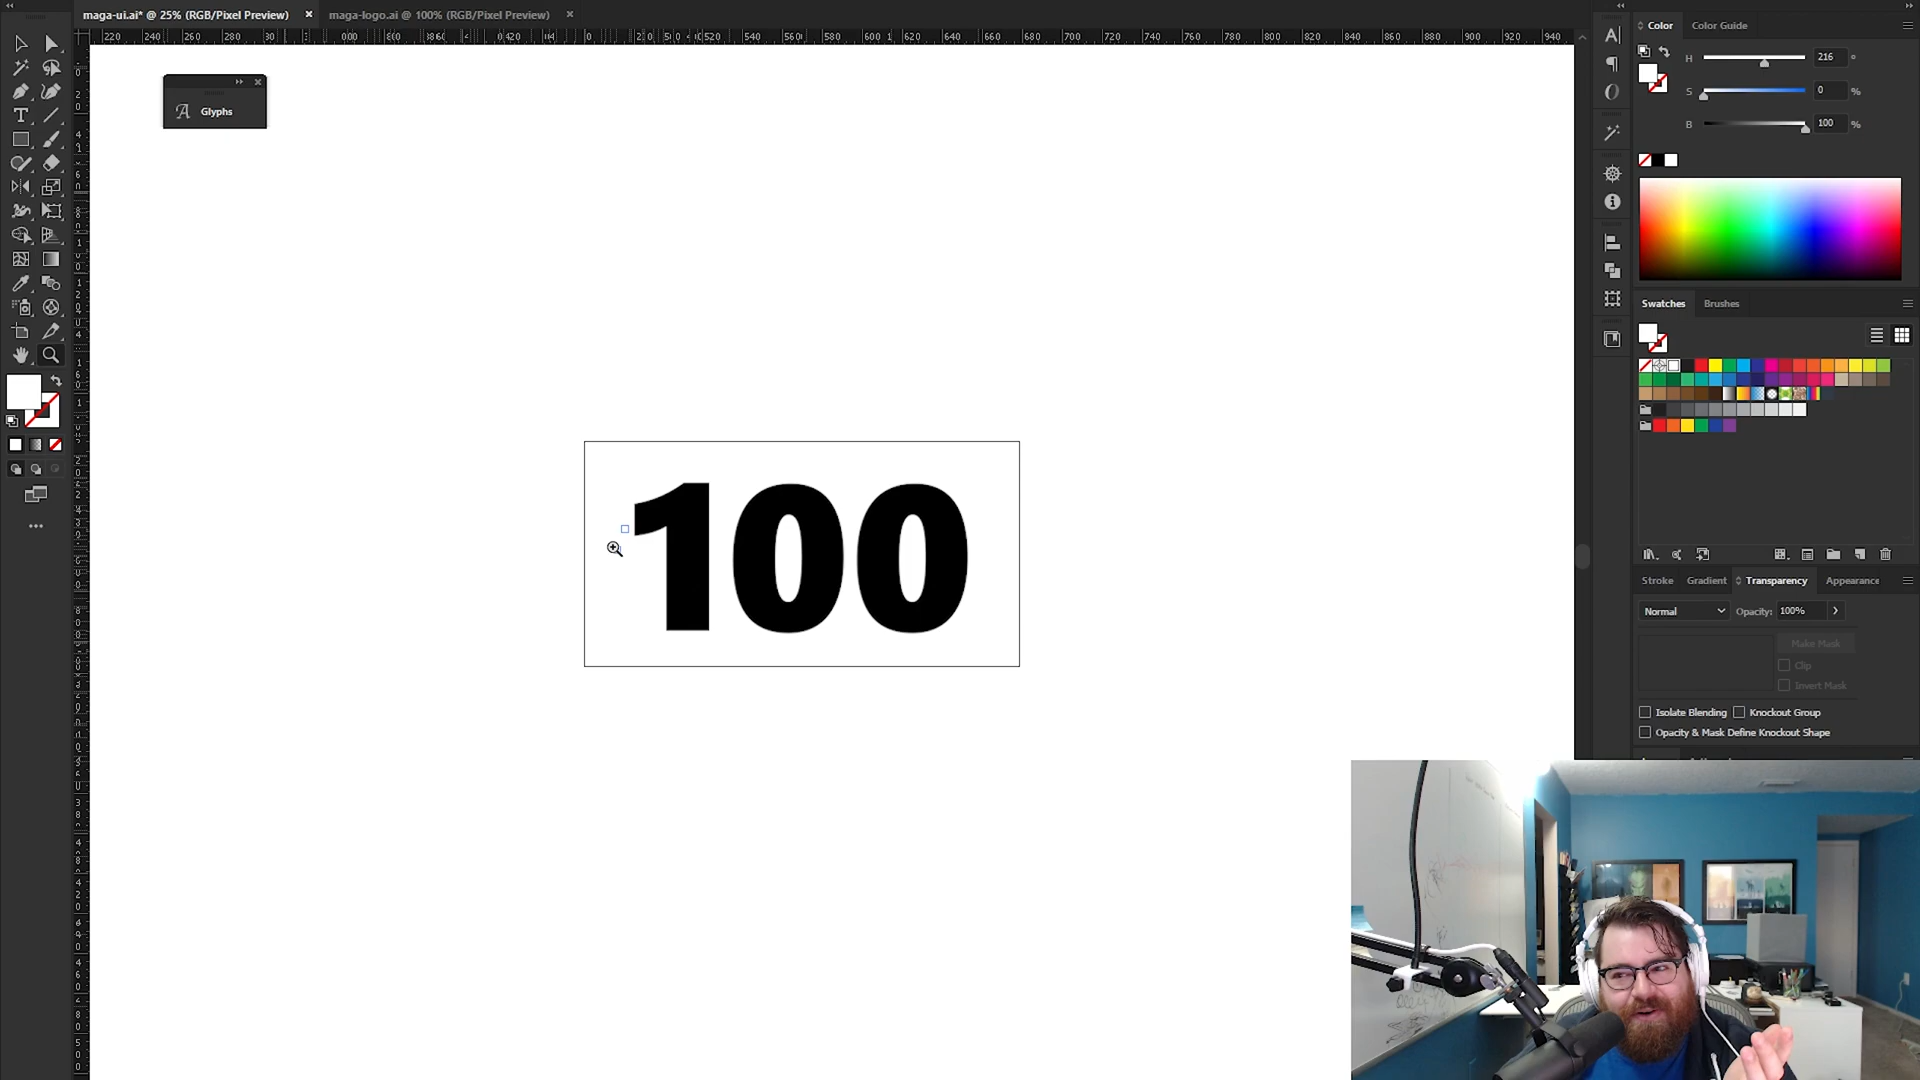 maga-ui.ai* @ 25% (RGB/Pixel Preview)
maga-logo.ai @ 100% (RGB/Pixel Preview)
Color
Color Guide
H
216
°
S
0
%
B
100
%
Glyphs
Swatches
Brushes
100
Stroke
Gradient
Transparency
Appearance
Normal
Opacity:
100%
Make Mask
Clip
Invert Mask
Isolate Blending
Knockout Group
Opacity & Mask Define Knockout Shape